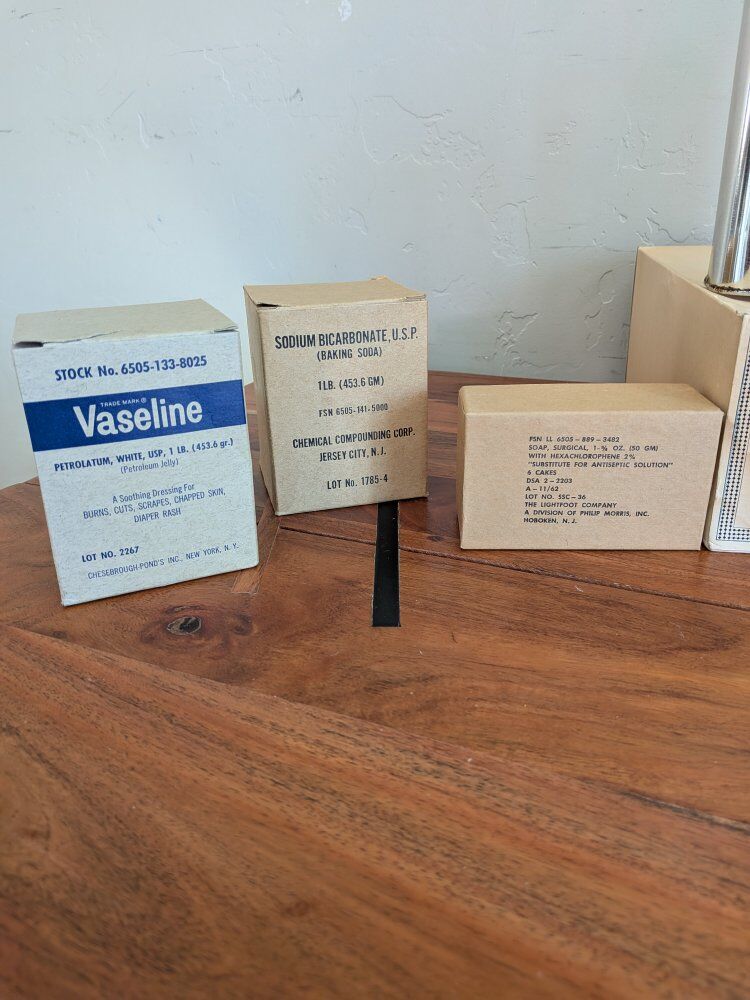 STOCK No. 6505-133-8025
TRADE MARK ®
Vaseline
PETROLATUM, WHITE, USP, 1 LB. (453.6 gr.)
(Petroleum Jelly)
A Soothing Dressing For
BURNS, CUTS, SCRAPES, CHAPPED SKIN,
DIAPER RASH
LOT NO. 2267
CHESEBROUGH-POND'S INC., NEW YORK, N. Y.
SODIUM BICARBONATE, U.S.P.
(BAKING SODA)
1 LB. (453.6 GM)
FSN 6505-141-5000
CHEMICAL COMPOUNDING CORP.
JERSEY CITY, N. J.
LOT No. 1785-4
FSN LL 6505-889-3482
SOAP, SURGICAL, 1-¾ OZ. (50 GM)
WITH HEXACHLOROPHENE 2%
"SUBSTITUTE FOR ANTISEPTIC SOLUTION"
6 CAKES
DSA 2-2203
A-11/62
LOT NO. SSC-36
THE LIGHTFOOT COMPANY
A DIVISION OF PHILIP MORRIS, INC.
HOBOKEN, N. J.